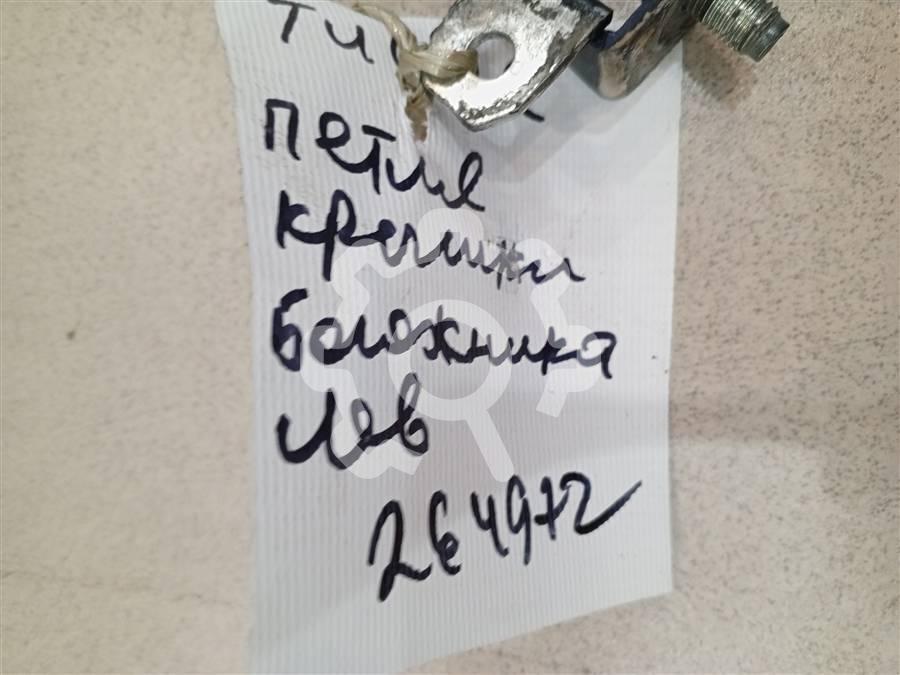 петля
крышки
багажника
лев
264972